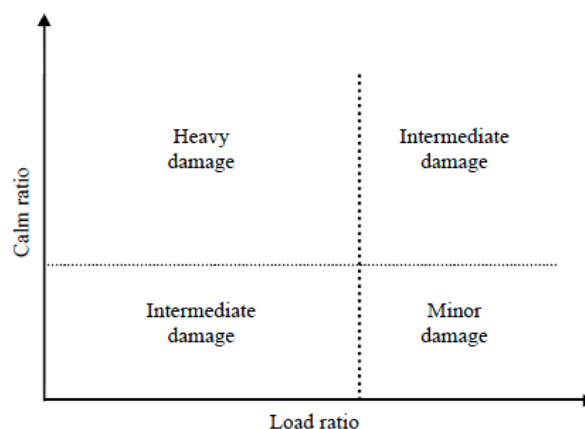 Heavy
damage
Intermediate
damage
Calm ratio
Intermediate
damage
Minor
damage
Load ratio